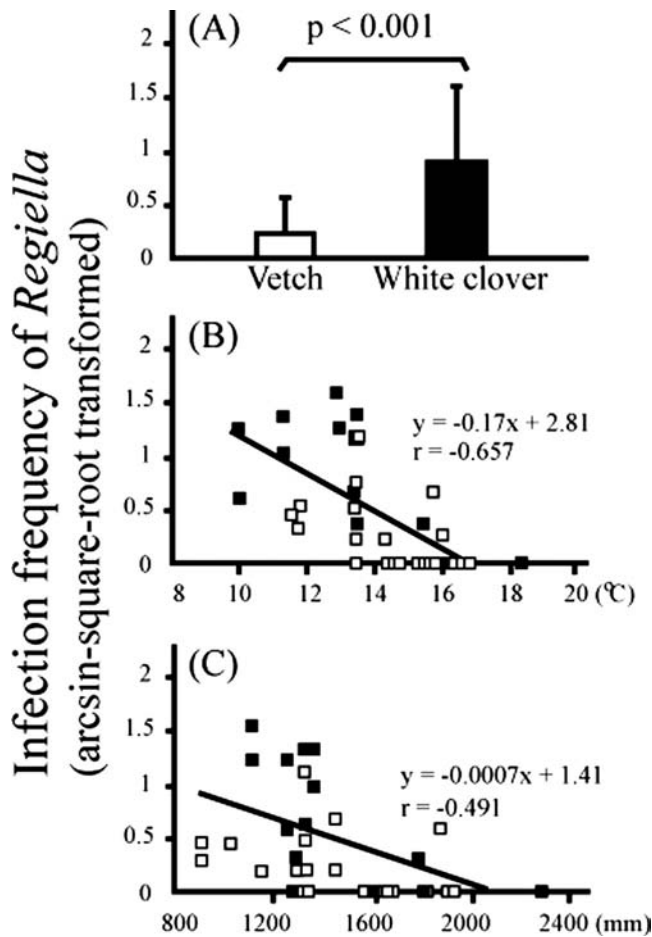 Infection frequency of Regiella
(arcsin-square-root transformed)
(A)
p < 0.001
2
1.5
1
0.5
0
Vetch White clover
(B)
2
1.5
1
0.5
0
y = -0.17x + 2.81
r = -0.657
8 10 12 14 16 18 20 (°C)
(C)
2
1.5
1
0.5
0
y = -0.0007x + 1.41
r = -0.491
800 1200 1600 2000 2400 (mm)